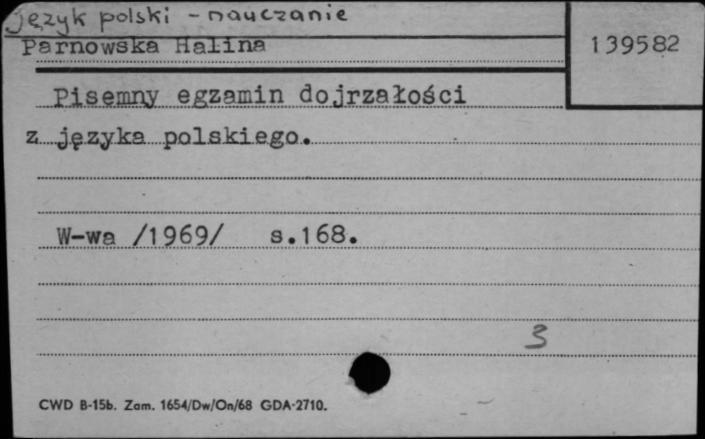 język polski - nauczanie
Parnowska Halina
139582
Pisemny egzamin dojrzałości
z języka polskiego.
W-wa /1969/ s.168.
3
CWD B-15b. Zam. 1654/Dw/On/68 GDA-2710.